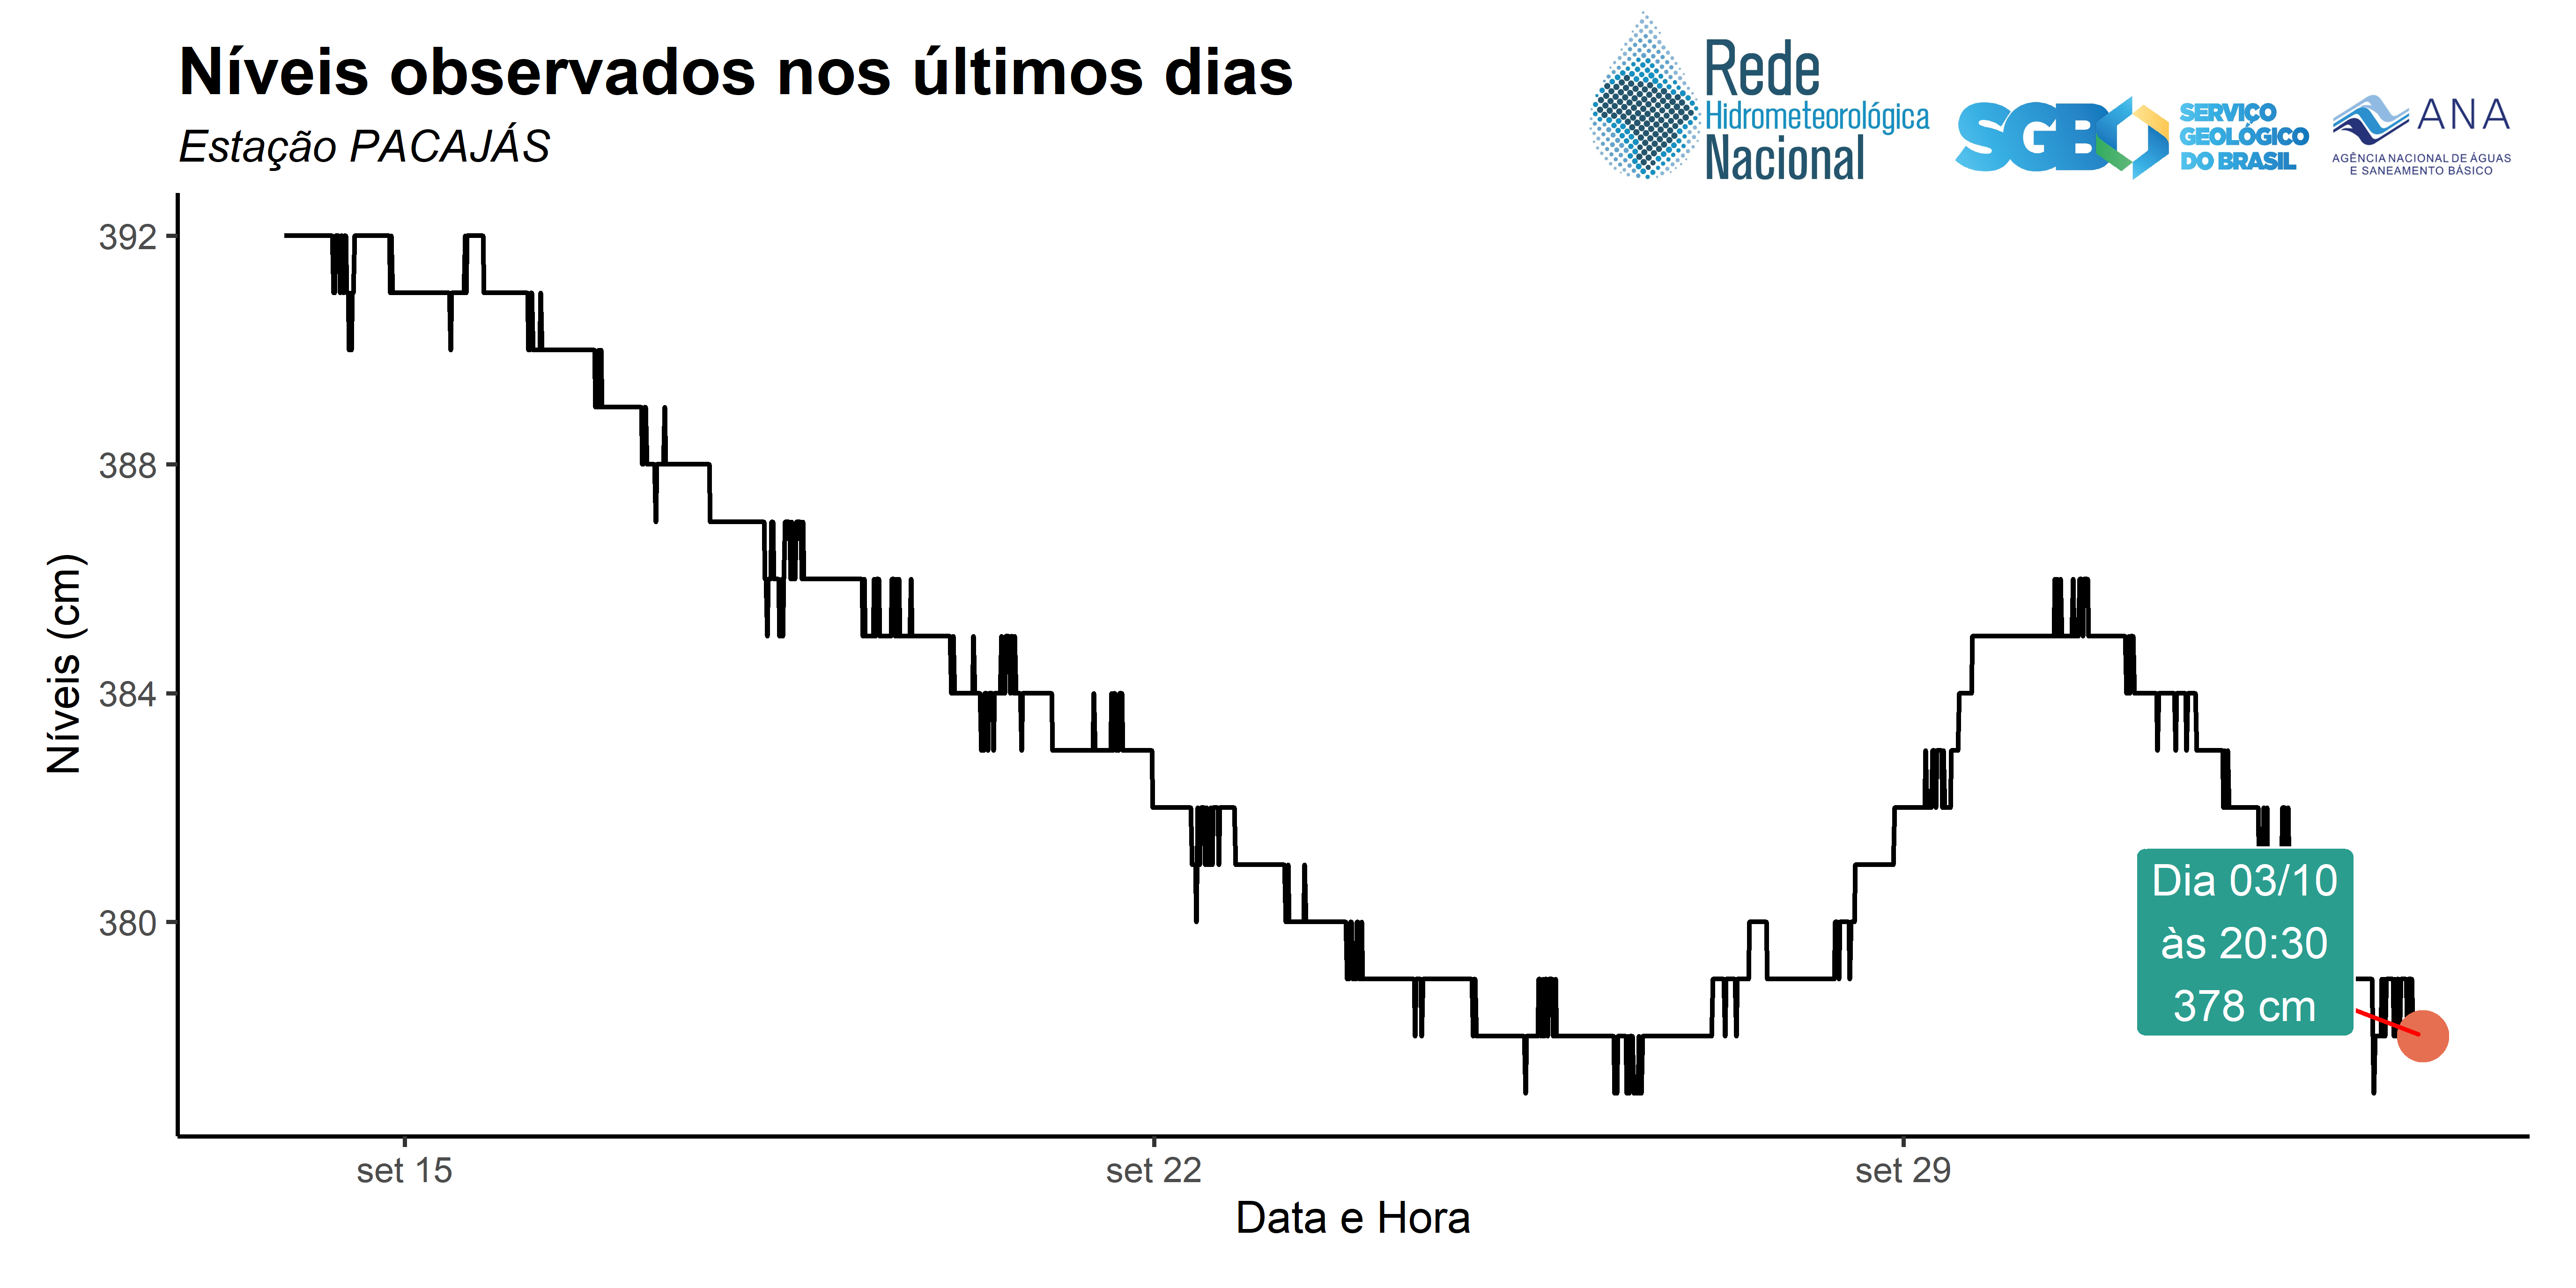 Níveis observados nos últimos dias
Estação PACAJÁS
Rede
Hidrometeorológica
Nacional
SGB
SERVIÇO
GEOLÓGICO
DO BRASIL
ANA
AGÊNCIA NACIONAL DE ÁGUAS
E SANEAMENTO BÁSICO
Níveis (cm)
392
388
384
380
Dia 03/10
às 20:30
378 cm
set 15
set 22
set 29
Data e Hora